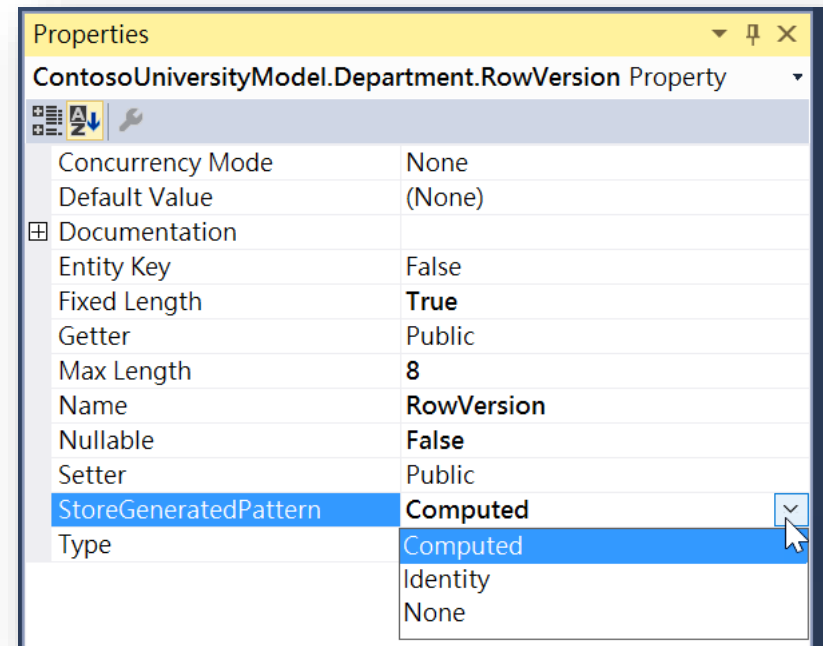 Properties
ContosoUniversityModel.Department.RowVersion Property
Concurrency Mode None
Default Value (None)
Documentation
Entity Key False
Fixed Length True
Getter Public
Max Length 8
Name RowVersion
Nullable False
Setter Public
StoreGeneratedPattern Computed
Type Computed
Identity
None